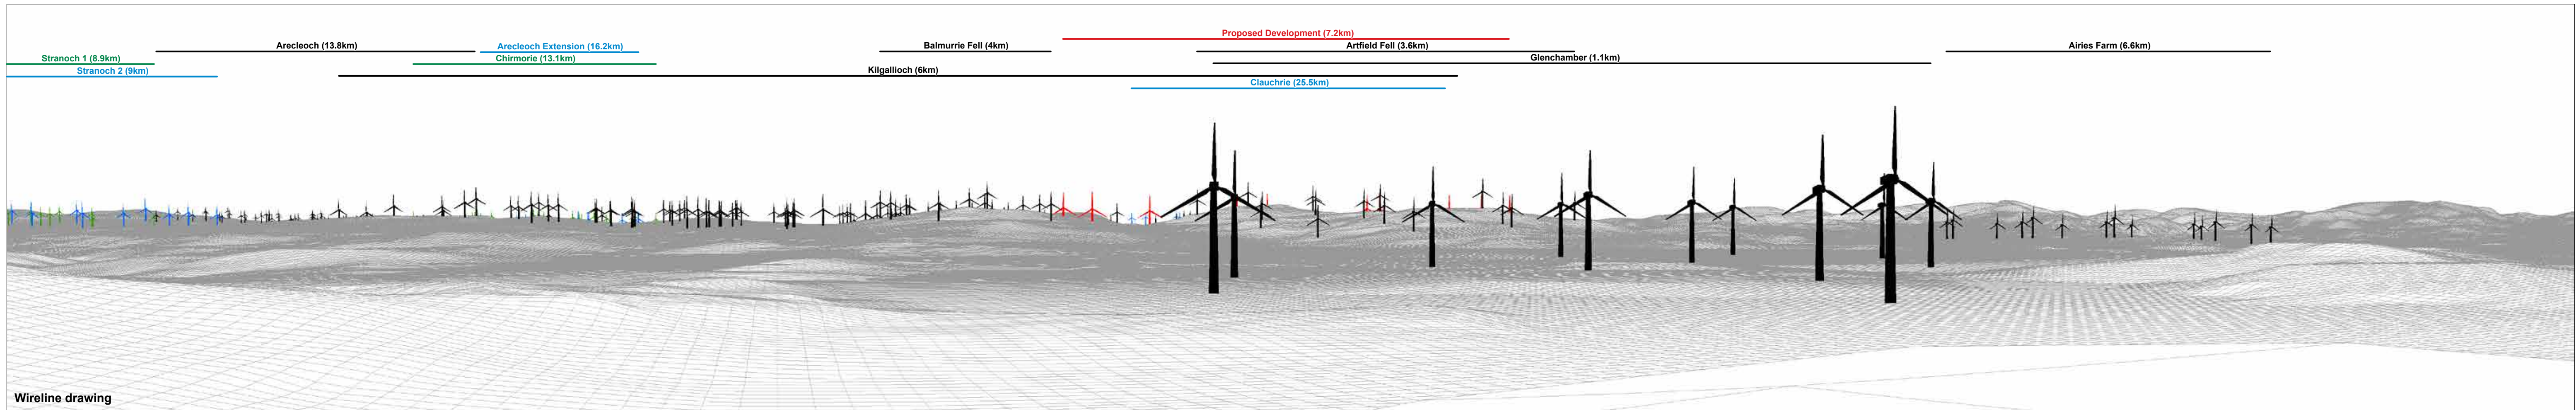 Proposed Development (7.2km)
Arecleoch (13.8km)
Arecleoch Extension (16.2km)
Balmurrie Fell (4km)
Artfield Fell (3.6km)
Airies Farm (6.6km)
Stranoch 1 (8.9km)
Chirmorie (13.1km)
Glenchamber (1.1km)
Stranoch 2 (9km)
Kilgallioch (6km)
Clauchrie (25.5km)
Wireline drawing